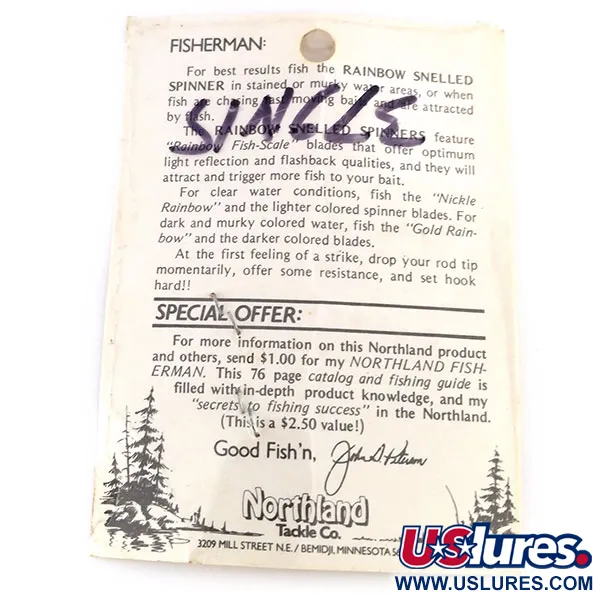 FISHERMAN:
For best results fish the RAINBOW SNELLED
SPINNER in stained or murky water areas, or when
fish are chasing fast moving bait and are attracted
by flash.
SINGLE
The RAINBOW SNELLED SPINNERS feature
"Rainbow Fish-Scale" blades that offer optimum
light reflection and flashback qualities, and they will
attract and trigger more fish to your bait.
For clear water conditions, fish the "Nickle
Rainbow" and the lighter colored spinner blades. For
dark and murky colored water, fish the "Gold Rain-
bow" and the darker colored blades.
At the first feeling of a strike, drop your rod tip
momentarily, offer some resistance, and set hook
hard!!
SPECIAL OFFER:
For more information on this Northland product
and others, send $1.00 for my NORTHLAND FISH-
ERMAN. This 76 page catalog and fishing guide is
filled with in-depth product knowledge, and my
"secrets to fishing success" in the Northland.
(This is a $2.50 value!)
Good Fish'n,
Northland
Tackle Co.
3209 MILL STREET N.E. / BEMIDJI, MINNESOTA
USlures.
WWW.USLURES.COM